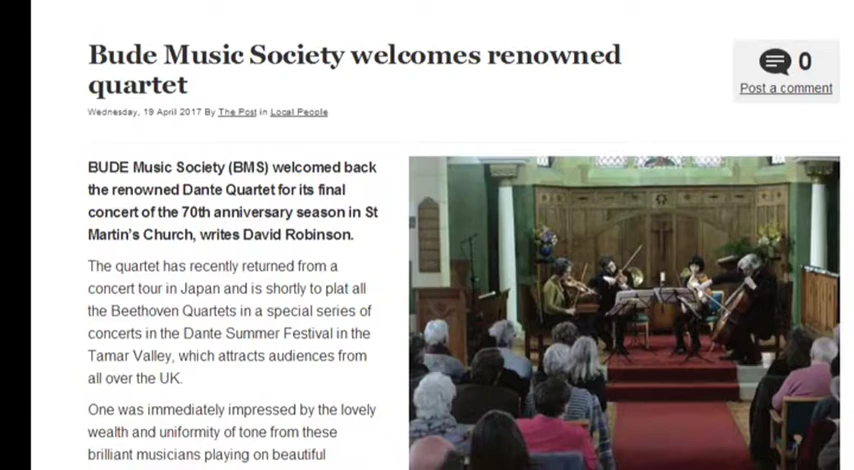 Bude Music Society welcomes renowned
quartet
0
Post a comment
Wednesday, 19 April 2017 By The Post in Local People
BUDE Music Society (BMS) welcomed back
the renowned Dante Quartet for its final
concert of the 70th anniversary season in St
Martin's Church, writes David Robinson.
The quartet has recently returned from a
concert tour in Japan and is shortly to plat all
the Beethoven Quartets in a special series of
concerts in the Dante Summer Festival in the
Tamar Valley, which attracts audiences from
all over the UK.
One was immediately impressed by the lovely
wealth and uniformity of tone from these
brilliant musicians playing on beautiful